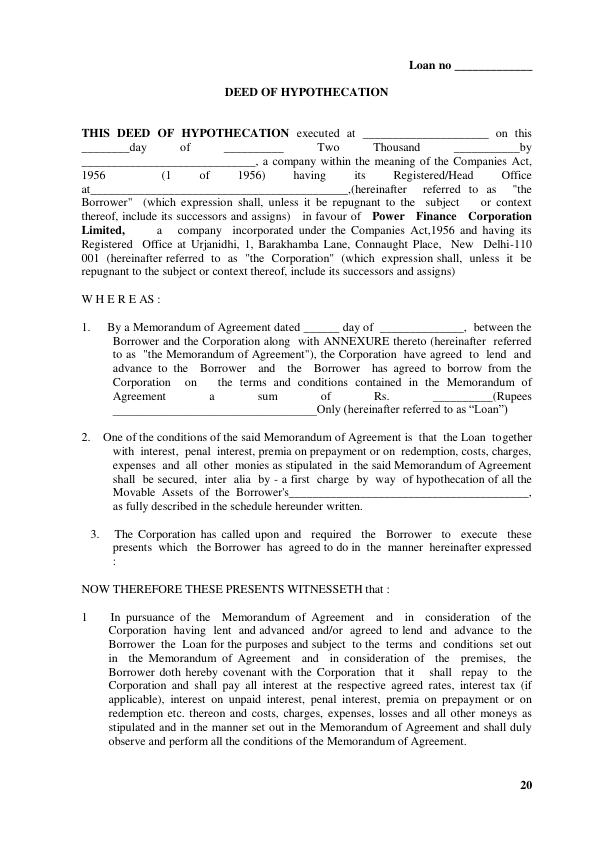 Loan no _____________
DEED OF HYPOTHECATION
THIS DEED OF HYPOTHECATION executed at _____________________ on this
________day of __________ Two Thousand ___________by
_____________________________, a company within the meaning of the Companies Act,
1956 (1 of 1956) having its Registered/Head Office
at___________________________________________,(hereinafter referred to as "the
Borrower" (which expression shall, unless it be repugnant to the subject or context
thereof, include its successors and assigns) in favour of Power Finance Corporation
Limited, a company incorporated under the Companies Act,1956 and having its
Registered Office at Urjanidhi, 1, Barakhamba Lane, Connaught Place, New Delhi-110
001 (hereinafter referred to as "the Corporation" (which expression shall, unless it be
repugnant to the subject or context thereof, include its successors and assigns)
W H E R E AS :
1. By a Memorandum of Agreement dated ______ day of ______________, between the
Borrower and the Corporation along with ANNEXURE thereto (hereinafter referred
to as "the Memorandum of Agreement"), the Corporation have agreed to lend and
advance to the Borrower and the Borrower has agreed to borrow from the
Corporation on the terms and conditions contained in the Memorandum of
Agreement a sum of Rs. __________(Rupees
__________________________________Only (hereinafter referred to as “Loan”)
2. One of the conditions of the said Memorandum of Agreement is that the Loan together
with interest, penal interest, premia on prepayment or on redemption, costs, charges,
expenses and all other monies as stipulated in the said Memorandum of Agreement
shall be secured, inter alia by - a first charge by way of hypothecation of all the
Movable Assets of the Borrower's________________________________________,
as fully described in the schedule hereunder written.
3. The Corporation has called upon and required the Borrower to execute these
presents which the Borrower has agreed to do in the manner hereinafter expressed
:
NOW THEREFORE THESE PRESENTS WITNESSETH that :
1 In pursuance of the Memorandum of Agreement and in consideration of the
Corporation having lent and advanced and/or agreed to lend and advance to the
Borrower the Loan for the purposes and subject to the terms and conditions set out
in the Memorandum of Agreement and in consideration of the premises, the
Borrower doth hereby covenant with the Corporation that it shall repay to the
Corporation and shall pay all interest at the respective agreed rates, interest tax (if
applicable), interest on unpaid interest, penal interest, premia on prepayment or on
redemption etc. thereon and costs, charges, expenses, losses and all other moneys as
stipulated and in the manner set out in the Memorandum of Agreement and shall duly
observe and perform all the conditions of the Memorandum of Agreement.
20